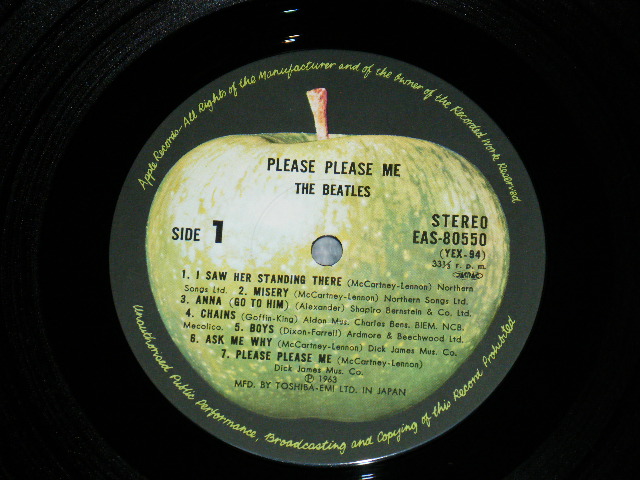 Apple Records—All Rights of the Manufacturer and of the Owner of the Recorded Work Reserved
PLEASE PLEASE ME
THE BEATLES
SIDE 1
STEREO
EAS-80550
(YEX-94)
33⅓ r. p. m.
1. I SAW HER STANDING THERE (McCartney-Lennon) Northern
Songs Ltd. 2. MISERY (McCartney-Lennon) Northern Songs Ltd.
3. ANNA (GO TO HIM) (Alexander) Shapiro Bernstein & Co. Ltd.
4. CHAINS (Goffin-King) Aldon Mus. Charles Bens. BIEM. NCB.
Mecolico. 5. BOYS (Dixon-Farrell) Ardmore & Beechwood Ltd.
6. ASK ME WHY (McCartney-Lennon) Dick James Mus. Co.
7. PLEASE PLEASE ME (McCartney-Lennon)
Dick James Mus. Co.
℗ 1963
MFD. BY TOSHIBA-EMI LTD. IN JAPAN
Unauthorised Public Performance, Broadcasting and Copying of this Record Prohibited